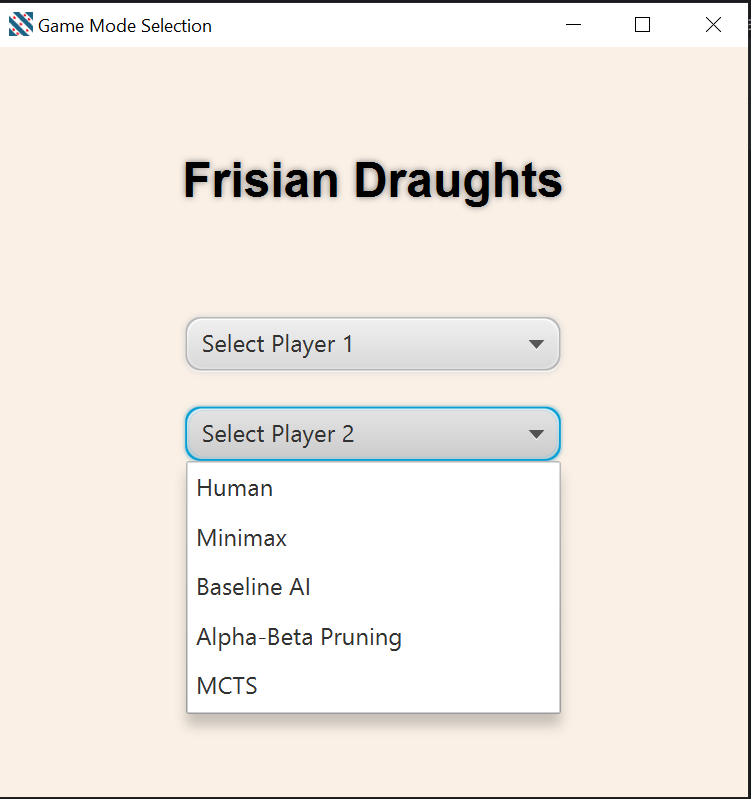 Game Mode Selection
Frisian Draughts
Select Player 1
Select Player 2
Human
Minimax
Baseline AI
Alpha-Beta Pruning
MCTS